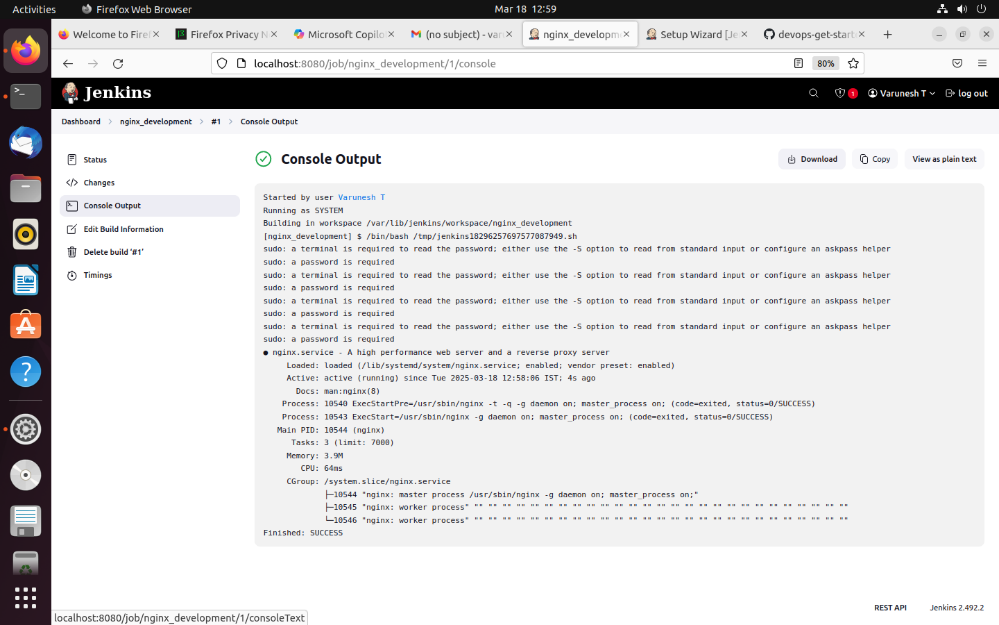 Activities
Firefox Web Browser
Mar 18 12:59
Welcome to Firef
Firefox Privacy N
Microsoft Copilo
(no subject) - van
nginx_developm
Setup Wizard [Je
devops-get-start
localhost:8080/job/nginx_development/1/console
80%
Jenkins
1
Varunesh T
log out
Dashboard
nginx_development
#1
Console Output
Status
Changes
Console Output
Edit Build Information
Delete build '#1'
Timings
Console Output
Download
Copy
View as plain text
Started by user Varunesh T
Running as SYSTEM
Building in workspace /var/lib/jenkins/workspace/nginx_development
[nginx_development] $ /bin/bash /tmp/jenkins18296257697577087949.sh
sudo: a terminal is required to read the password; either use the -S option to read from standard input or configure an askpass helper
sudo: a password is required
sudo: a terminal is required to read the password; either use the -S option to read from standard input or configure an askpass helper
sudo: a password is required
sudo: a terminal is required to read the password; either use the -S option to read from standard input or configure an askpass helper
sudo: a password is required
sudo: a terminal is required to read the password; either use the -S option to read from standard input or configure an askpass helper
sudo: a password is required
● nginx.service - A high performance web server and a reverse proxy server
Loaded: loaded (/lib/systemd/system/nginx.service; enabled; vendor preset: enabled)
Active: active (running) since Tue 2025-03-18 12:58:06 IST; 4s ago
Docs: man:nginx(8)
Process: 10540 ExecStartPre=/usr/sbin/nginx -t -q -g daemon on; master_process on; (code=exited, status=0/SUCCESS)
Process: 10543 ExecStart=/usr/sbin/nginx -g daemon on; master_process on; (code=exited, status=0/SUCCESS)
Main PID: 10544 (nginx)
Tasks: 3 (limit: 7000)
Memory: 3.9M
CPU: 64ms
CGroup: /system.slice/nginx.service
├─10544 "nginx: master process /usr/sbin/nginx -g daemon on; master_process on;"
├─10545 "nginx: worker process" "" "" "" "" "" "" "" "" "" "" "" "" "" "" "" "" "" "" "" "" "" "" "" "" "" "" ""
└─10546 "nginx: worker process" "" "" "" "" "" "" "" "" "" "" "" "" "" "" "" "" "" "" "" "" "" "" "" "" "" "" ""
Finished: SUCCESS
REST API
Jenkins 2.492.2
localhost:8080/job/nginx_development/1/consoleText